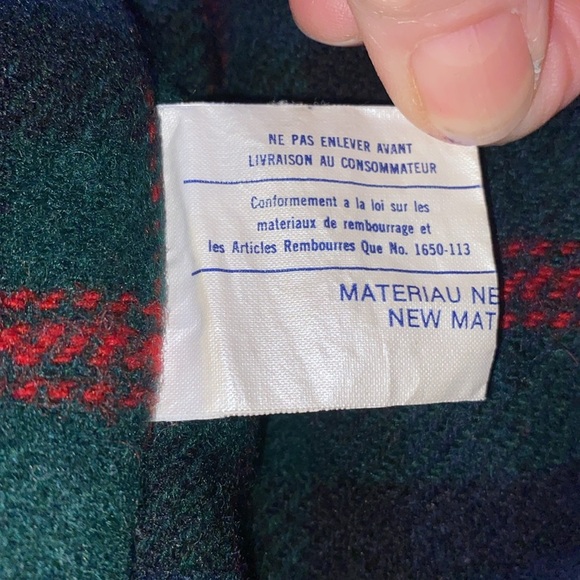 NE PAS ENLEVER AVANT
LIVRAISON AU CONSOMMATEUR
Conformement a la loi sur les
materiaux de rembourrage et
les Articles Rembourres Que No. 1650-113
MATERIAU NE
NEW MAT